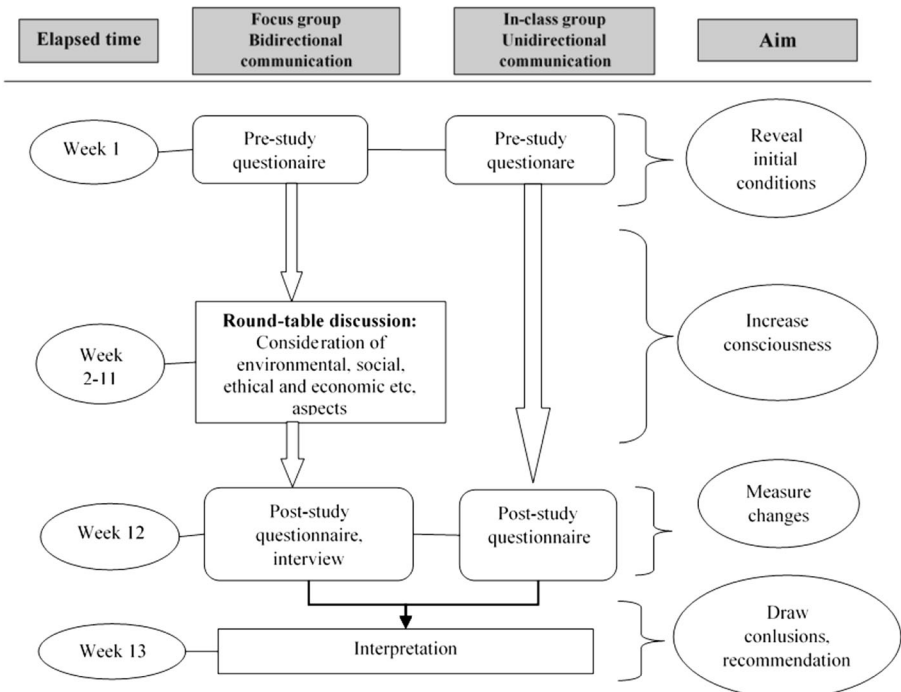 Elapsed time
Focus group
Bidirectional
communication
In-class group
Unidirectional
communication
Aim
Week 1
Pre-study
questionaire
Pre-study
questionare
Reveal
initial
conditions
Week
2-11
Round-table discussion:
Consideration of
environmental, social,
ethical and economic etc,
aspects
Increase
consciousness
Week 12
Post-study
questionnaire,
interview
Post-study
questionnaire
Measure
changes
Week 13
Interpretation
Draw
conlusions,
recommendation